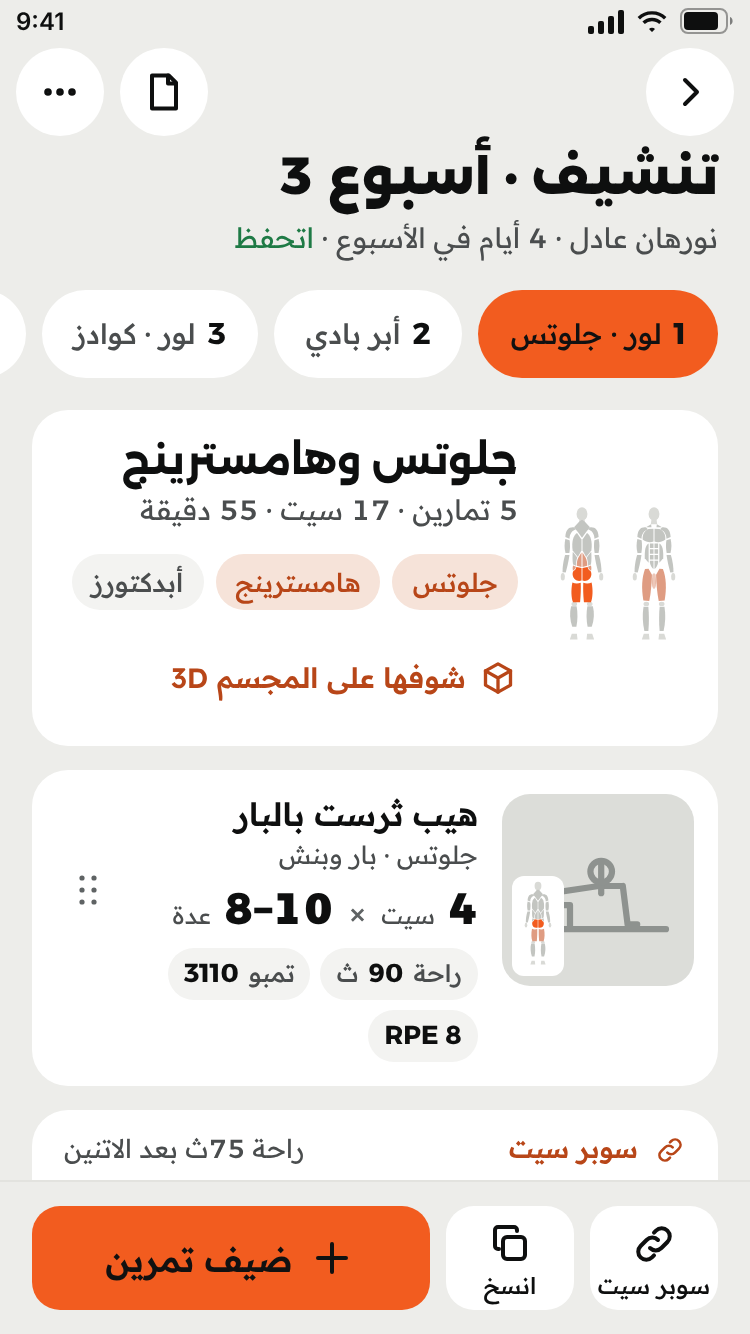 9:41
تنشيف · أسبوع 3
نورهان عادل · 4 أيام في الأسبوع · اتحفظ
1 لور · جلوتس
2 أبر بادي
3 لور · كوادز
جلوتس وهامسترينج
5 تمارين · 17 سيت · 55 دقيقة
جلوتس
هامسترينج
أبدكتورز
شوفها على المجسم 3D
هيب ثرست بالبار
جلوتس · بار وبنش
4 سيت × 8–10 عدة
راحة 90 ث
تمبو 3110
RPE 8
سوبر سيت
راحة 75ث بعد الاتنين
سوبر سيت
انسخ
ضيف تمرين